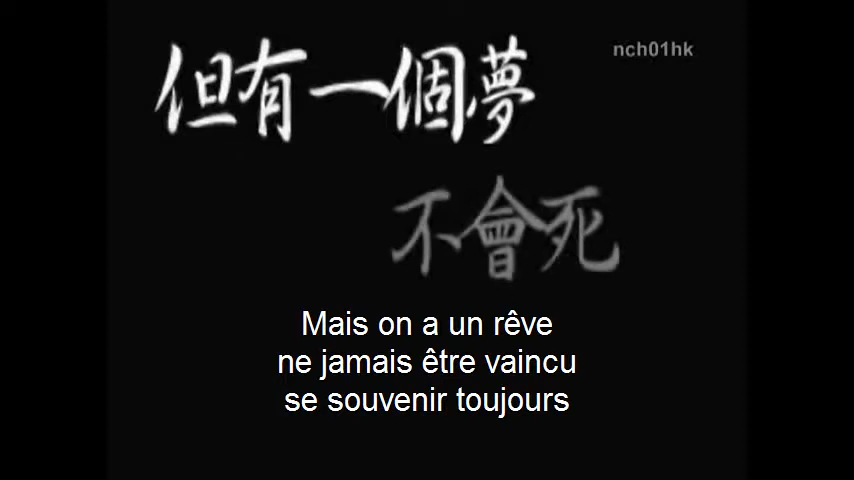 但有一個夢
nch01hk
不會死
Mais on a un rêve
ne jamais être vaincu
se souvenir toujours